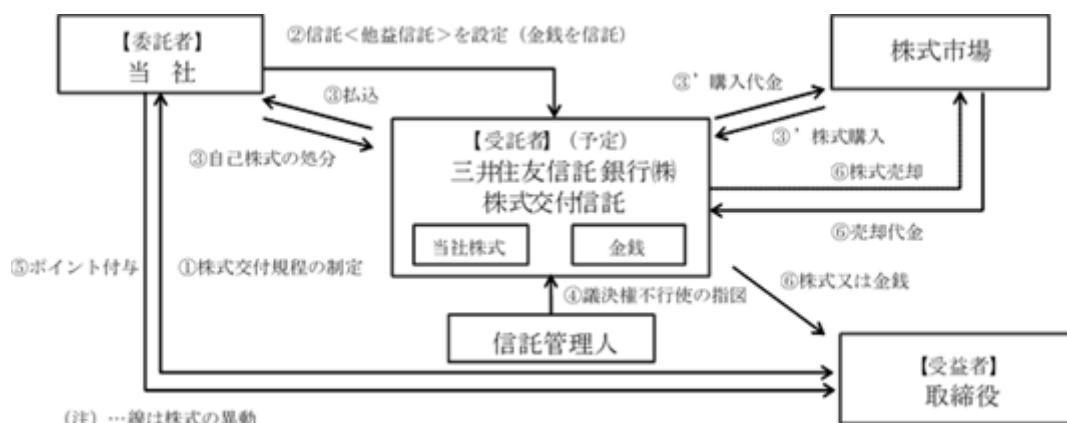 【委託者】
当 社
②信託<他益信託>を設定（金銭を信託）
株式市場
③払込
③’購入代金
③自己株式の処分
【受託者】（予定）
三井住友信託銀行㈱
株式交付信託
当社株式
金銭
③’株式購入
⑥株式売却
⑥売却代金
⑤ポイント付与
①株式交付規程の制定
④議決権不行使の指図
⑥株式又は金銭
信託管理人
【受益者】
取締役
（注）…線は株式の異動